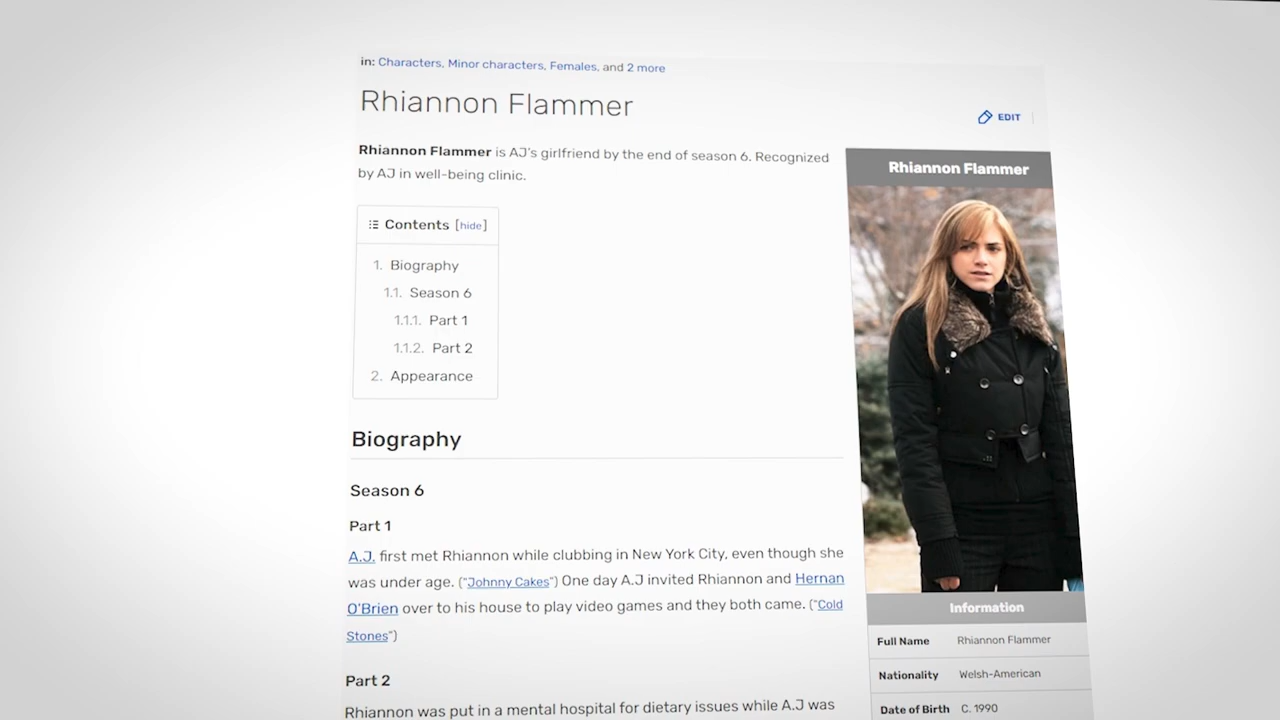 in: Characters, Minor characters, Females, and 2 more
Rhiannon Flammer
EDIT
Rhiannon Flammer is AJ's girlfriend by the end of season 6. Recognized
by AJ in well-being clinic.
Contents [hide]
1. Biography
1.1. Season 6
1.1.1. Part 1
1.1.2. Part 2
2. Appearance
Biography
Season 6
Part 1
A.J. first met Rhiannon while clubbing in New York City, even though she
was under age. ("Johnny Cakes") One day A.J invited Rhiannon and Hernan
O'Brien over to his house to play video games and they both came. ("Cold
Stones")
Part 2
Rhiannon was put in a mental hospital for dietary issues while A.J was
Rhiannon Flammer
Information
Full Name Rhiannon Flammer
Nationality Welsh-American
Date of Birth C. 1990